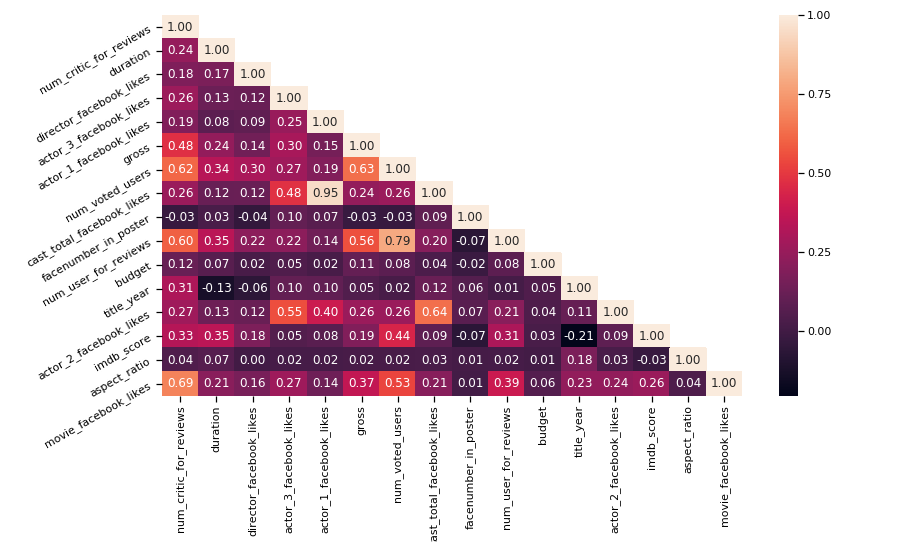 num_critic_for_reviews 1.00
duration 0.24 1.00
director_facebook_likes 0.18 0.17 1.00
actor_3_facebook_likes 0.26 0.13 0.12 1.00
actor_1_facebook_likes 0.19 0.08 0.09 0.25 1.00
gross 0.48 0.24 0.14 0.30 0.15 1.00
num_voted_users 0.62 0.34 0.30 0.27 0.19 0.63 1.00
cast_total_facebook_likes 0.26 0.12 0.12 0.48 0.95 0.24 0.26 1.00
facenumber_in_poster -0.03 0.03 -0.04 0.10 0.07 -0.03 -0.03 0.09 1.00
num_user_for_reviews 0.60 0.35 0.22 0.22 0.14 0.56 0.79 0.20 -0.07 1.00
budget 0.12 0.07 0.02 0.05 0.02 0.11 0.08 0.04 -0.02 0.08 1.00
title_year 0.31 -0.13 -0.06 0.10 0.10 0.05 0.02 0.12 0.06 0.01 0.05 1.00
actor_2_facebook_likes 0.27 0.13 0.12 0.55 0.40 0.26 0.26 0.64 0.07 0.21 0.04 0.11 1.00
imdb_score 0.33 0.35 0.18 0.05 0.08 0.19 0.44 0.09 -0.07 0.31 0.03 -0.21 0.09 1.00
aspect_ratio 0.04 0.07 0.00 0.02 0.02 0.02 0.02 0.03 0.01 0.02 0.01 0.18 0.03 -0.03 1.00
movie_facebook_likes 0.69 0.21 0.16 0.27 0.14 0.37 0.53 0.21 0.01 0.39 0.06 0.23 0.24 0.26 0.04 1.00
num_critic_for_reviews
duration
director_facebook_likes
actor_3_facebook_likes
actor_1_facebook_likes
gross
num_voted_users
ast_total_facebook_likes
facenumber_in_poster
num_user_for_reviews
budget
title_year
actor_2_facebook_likes
imdb_score
aspect_ratio
movie_facebook_likes
1.00
0.75
0.50
0.25
0.00